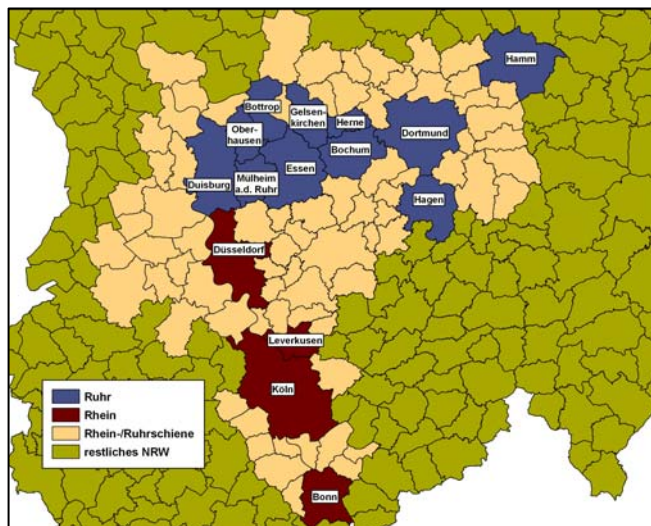 Hamm
Bottrop
Gelsen-
kirchen
Herne
Ober-
hausen
Dortmund
Bochum
Essen
Duisburg
Mülheim
a.d. Ruhr
Hagen
Düsseldorf
Leverkusen
Köln
Bonn
Ruhr
Rhein
Rhein-/Ruhrschiene
restliches NRW